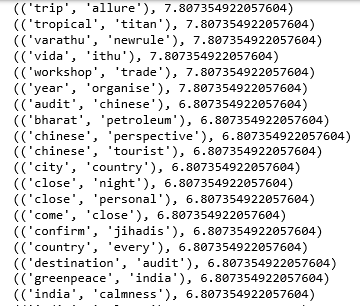 (('trip', 'allure'), 7.807354922057604)
(('tropical', 'titan'), 7.807354922057604)
(('varathu', 'newrule'), 7.807354922057604)
(('vida', 'ithu'), 7.807354922057604)
(('workshop', 'trade'), 7.807354922057604)
(('year', 'organise'), 7.807354922057604)
(('audit', 'chinese'), 6.807354922057604)
(('bharat', 'petroleum'), 6.807354922057604)
(('chinese', 'perspective'), 6.807354922057604)
(('chinese', 'tourist'), 6.807354922057604)
(('city', 'country'), 6.807354922057604)
(('close', 'night'), 6.807354922057604)
(('close', 'personal'), 6.807354922057604)
(('come', 'close'), 6.807354922057604)
(('confirm', 'jihadis'), 6.807354922057604)
(('country', 'every'), 6.807354922057604)
(('destination', 'audit'), 6.807354922057604)
(('greenpeace', 'india'), 6.807354922057604)
(('india', 'calmness'), 6.807354922057604)